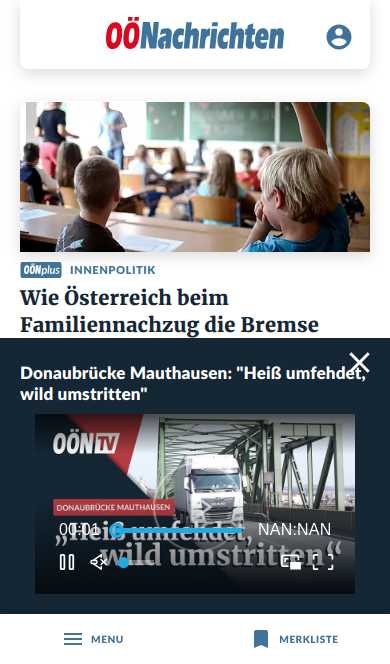 OÖNachrichten
OÖNplus INNENPOLITIK
Wie Österreich beim
Familiennachzug die Bremse
Donaubrücke Mauthausen: "Heiß umfehdet,
wild umstritten"
OÖN TV
DONAUBRÜCKE MAUTHAUSEN
00:01
NAN:NAN
„Heiß umfehdet,
wild umstritten“
MENU
MERKLISTE